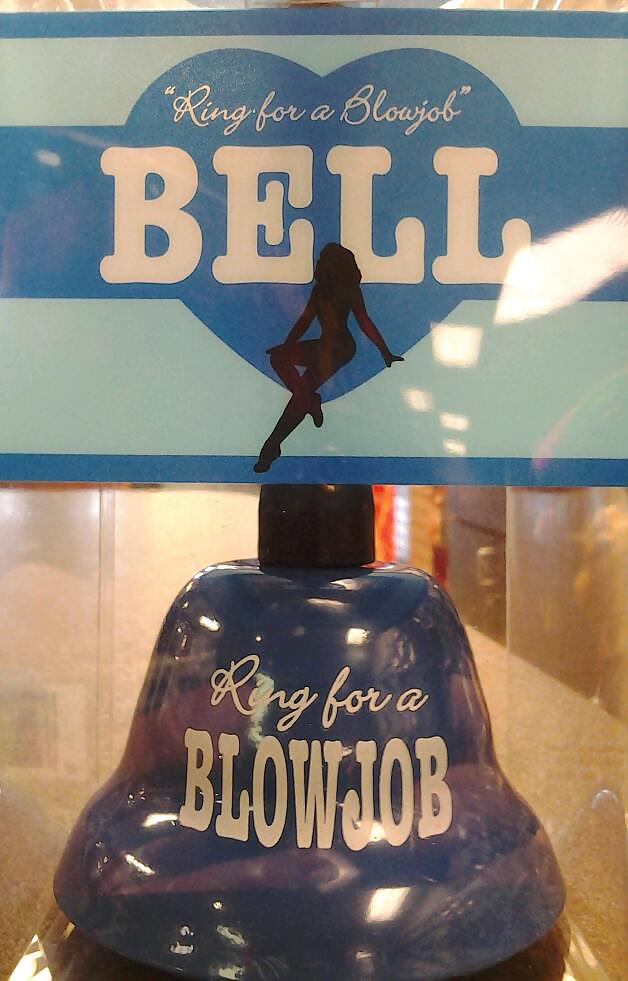 "Ring for a Blowjob"
BELL
Ring for a
BLOWJOB